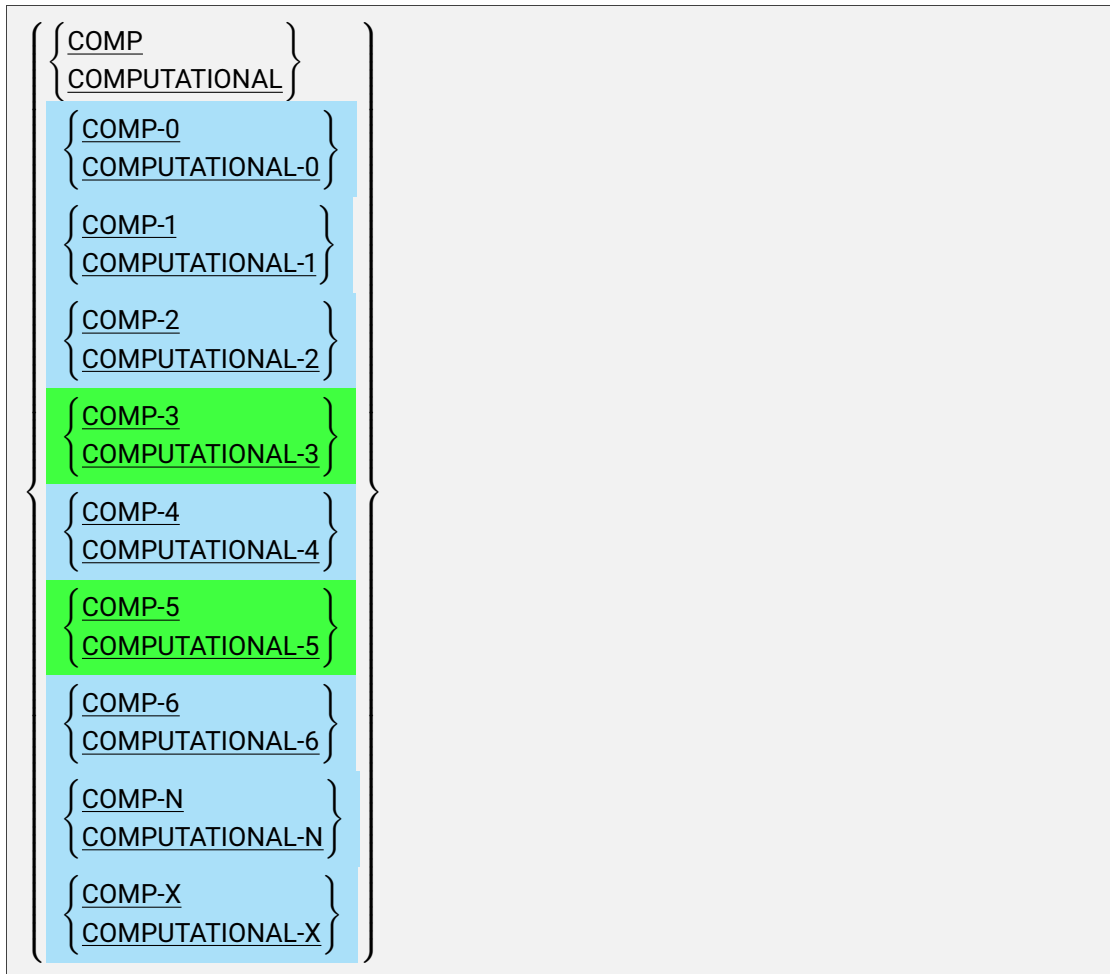 COMP
COMPUTATIONAL
COMP-0
COMPUTATIONAL-0
COMP-1
COMPUTATIONAL-1
COMP-2
COMPUTATIONAL-2
COMP-3
COMPUTATIONAL-3
COMP-4
COMPUTATIONAL-4
COMP-5
COMPUTATIONAL-5
COMP-6
COMPUTATIONAL-6
COMP-N
COMPUTATIONAL-N
COMP-X
COMPUTATIONAL-X